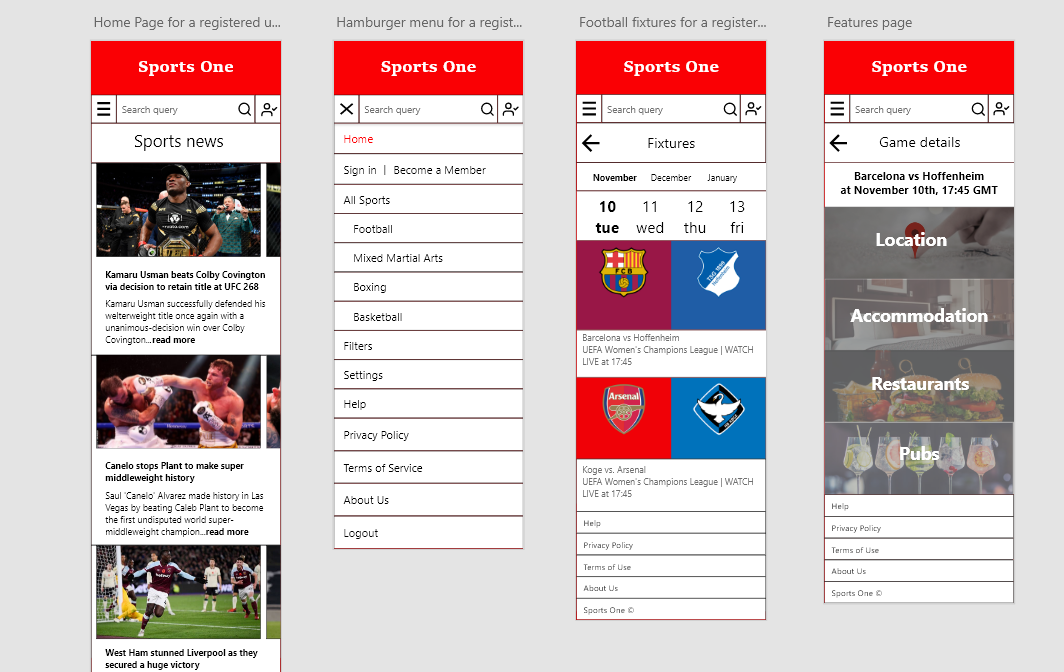 Home Page for a registered u...
Sports One
Search query
Sports news
Kamaru Usman beats Colby Covington
via decision to retain title at UFC 268
Kamaru Usman successfully defended his
welterweight title once again with a
unanimous-decision win over Colby
Covington...read more
Canelo stops Plant to make super
middleweight history
Saul 'Canelo' Alvarez made history in Las
Vegas by beating Caleb Plant to become
the first undisputed world super-
middleweight champion...read more
West Ham stunned Liverpool as they
secured a huge victory
Hamburger menu for a regist...
Sports One
Search query
Home
Sign in | Become a Member
All Sports
Football
Mixed Martial Arts
Boxing
Basketball
Filters
Settings
Help
Privacy Policy
Terms of Service
About Us
Logout
Football fixtures for a register...
Sports One
Search query
Fixtures
November December January
10 11 12 13
tue wed thu fri
FCB
TSG 1899
Hoffenheim
Barcelona vs Hoffenheim
UEFA Women's Champions League | WATCH
LIVE at 17:45
Arsenal
Koge vs. Arsenal
UEFA Women's Champions League | WATCH
LIVE at 17:45
Help
Privacy Policy
Terms of Use
About Us
Sports One ©
Features page
Sports One
Search query
Game details
Barcelona vs Hoffenheim
at November 10th, 17:45 GMT
Location
Accommodation
Restaurants
Pubs
Help
Privacy Policy
Terms of Use
About Us
Sports One ©